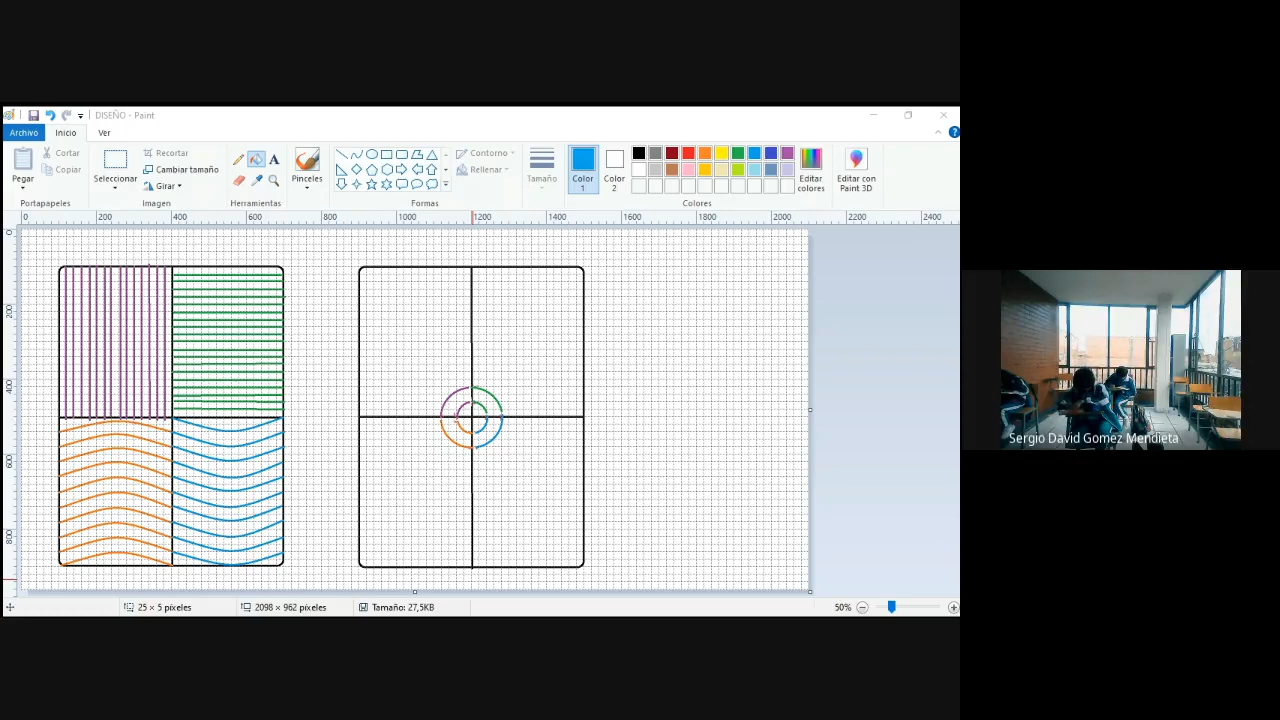 DISEÑO - Paint
Archivo Inicio Ver
Pegar
Cortar
Copiar
Portapapeles
Seleccionar
Recortar
Cambiar tamaño
Girar
Imagen
A
Herramientas
Pinceles
Contorno
Rellenar
Formas
Tamaño
Color 1
Color 2
Editar colores
Colores
Editar con Paint 3D
0 200 400 600 800 1000 1200 1400 1600 1800 2000 2200 2400
0
200
400
600
800
Sergio David Gomez Mendieta
25 × 5 píxeles 2098 × 962 píxeles Tamaño: 27,5KB 50%